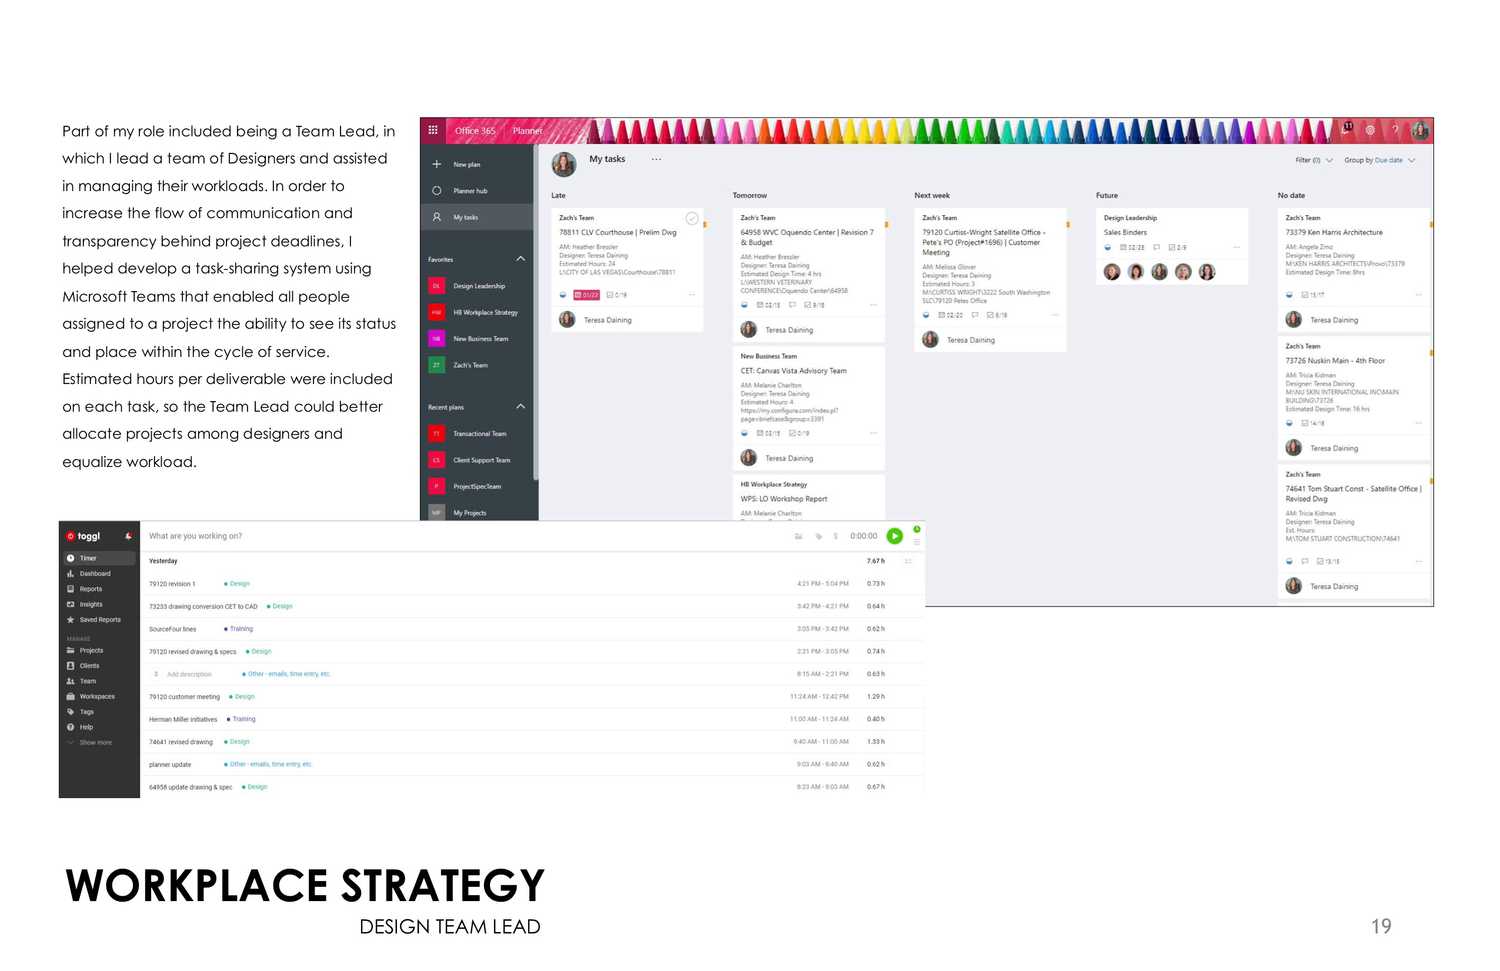 Part of my role included being a Team Lead, in
which I lead a team of Designers and assisted
in managing their workloads. In order to
increase the flow of communication and
transparency behind project deadlines, I
helped develop a task-sharing system using
Microsoft Teams that enabled all people
assigned to a project the ability to see its status
and place within the cycle of service.
Estimated hours per deliverable were included
on each task, so the Team Lead could better
allocate projects among designers and
equalize workload.
Office 365 Planner
11
?
New plan
Planner hub
My tasks
Favorites
DL Design Leadership
HW HB Workplace Strategy
NB New Business Team
ZT Zach's Team
Recent plans
TT Transactional Team
CS Client Support Team
P ProjectSpecTeam
MP My Projects
My tasks
Filter (0) Group by Due date
Late
Zach's Team
78811 CLV Courthouse | Prelim Dwg
AM: Heather Bressler
Designer: Teresa Daining
Estimated Hours: 24
L:\CITY OF LAS VEGAS\Courthouse\78811
01/22 0/19
Teresa Daining
Tomorrow
Zach's Team
64958 WVC Oquendo Center | Revision 7
& Budget
AM: Heather Bressler
Designer: Teresa Daining
Estimated Design Time: 4 hrs
L:\WESTERN VETERINARY
CONFERENCE\Oquendo Center\64958
Teresa Daining
New Business Team
CET: Canvas Vista Advisory Team
AM: Melanie Charlton
Designer: Teresa Daining
Estimated Hours: 4
https://my.configura.com/index.pl?
page=briefcase&group=3391
Teresa Daining
HB Workplace Strategy
WPS: LO Workshop Report
AM: Melanie Charlton
Next week
Zach's Team
79120 Curtiss-Wright Satellite Office -
Pete's PO (Project#1696) | Customer
Meeting
AM: Melissa Glover
Designer: Teresa Daining
Estimated Hours: 3
M:\CURTISS WRIGHT\3222 South Washington
SLC\79120 Petes Office
Teresa Daining
Future
Design Leadership
Sales Binders
Teresa Daining
No date
Zach's Team
73379 Ken Harris Architecture
AM: Angela Zimo
Designer: Teresa Daining
M:\KEN HARRIS ARCHITECTS\Provo\73379
Estimated Design Time: 8hrs
Teresa Daining
Zach's Team
73726 Nuskin Main - 4th Floor
AM: Tricia Kidman
Designer: Teresa Daining
M:\NU SKIN INTERNATIONAL INC\MAIN
BUILDING\73726
Estimated Design Time: 16 hrs
14/18
Teresa Daining
Zach's Team
74641 Tom Stuart Const - Satellite Office |
Revised Dwg
AM: Tricia Kidman
Designer: Teresa Daining
Est. Hours:
M:\TOM STUART CONSTRUCTION\74641
Teresa Daining
toggl
Timer
Dashboard
Reports
Insights
Saved Reports
MANAGE
Projects
Clients
Team
Workspaces
Tags
Help
Show more
What are you working on? $ 0:00:00
Yesterday 7.67 h
79120 revision 1 Design 4:21 PM - 5:04 PM 0.73 h
73233 drawing conversion CET to CAD Design 3:42 PM - 4:21 PM 0.64 h
SourceFour lines Training 3:05 PM - 3:42 PM 0.62 h
79120 revised drawing & specs Design 2:21 PM - 3:05 PM 0.74 h
Add description Other - emails, time entry, etc. 8:15 AM - 2:21 PM 0.63 h
79120 customer meeting Design 11:24 AM - 12:42 PM 1.29 h
Herman Miller initiatives Training 11:00 AM - 11:24 AM 0.40 h
74641 revised drawing Design 9:40 AM - 11:00 AM 1.33 h
planner update Other - emails, time entry, etc. 9:03 AM - 9:40 AM 0.62 h
64958 update drawing & spec Design 8:23 AM - 9:03 AM 0.67 h
WORKPLACE STRATEGY
DESIGN TEAM LEAD
19